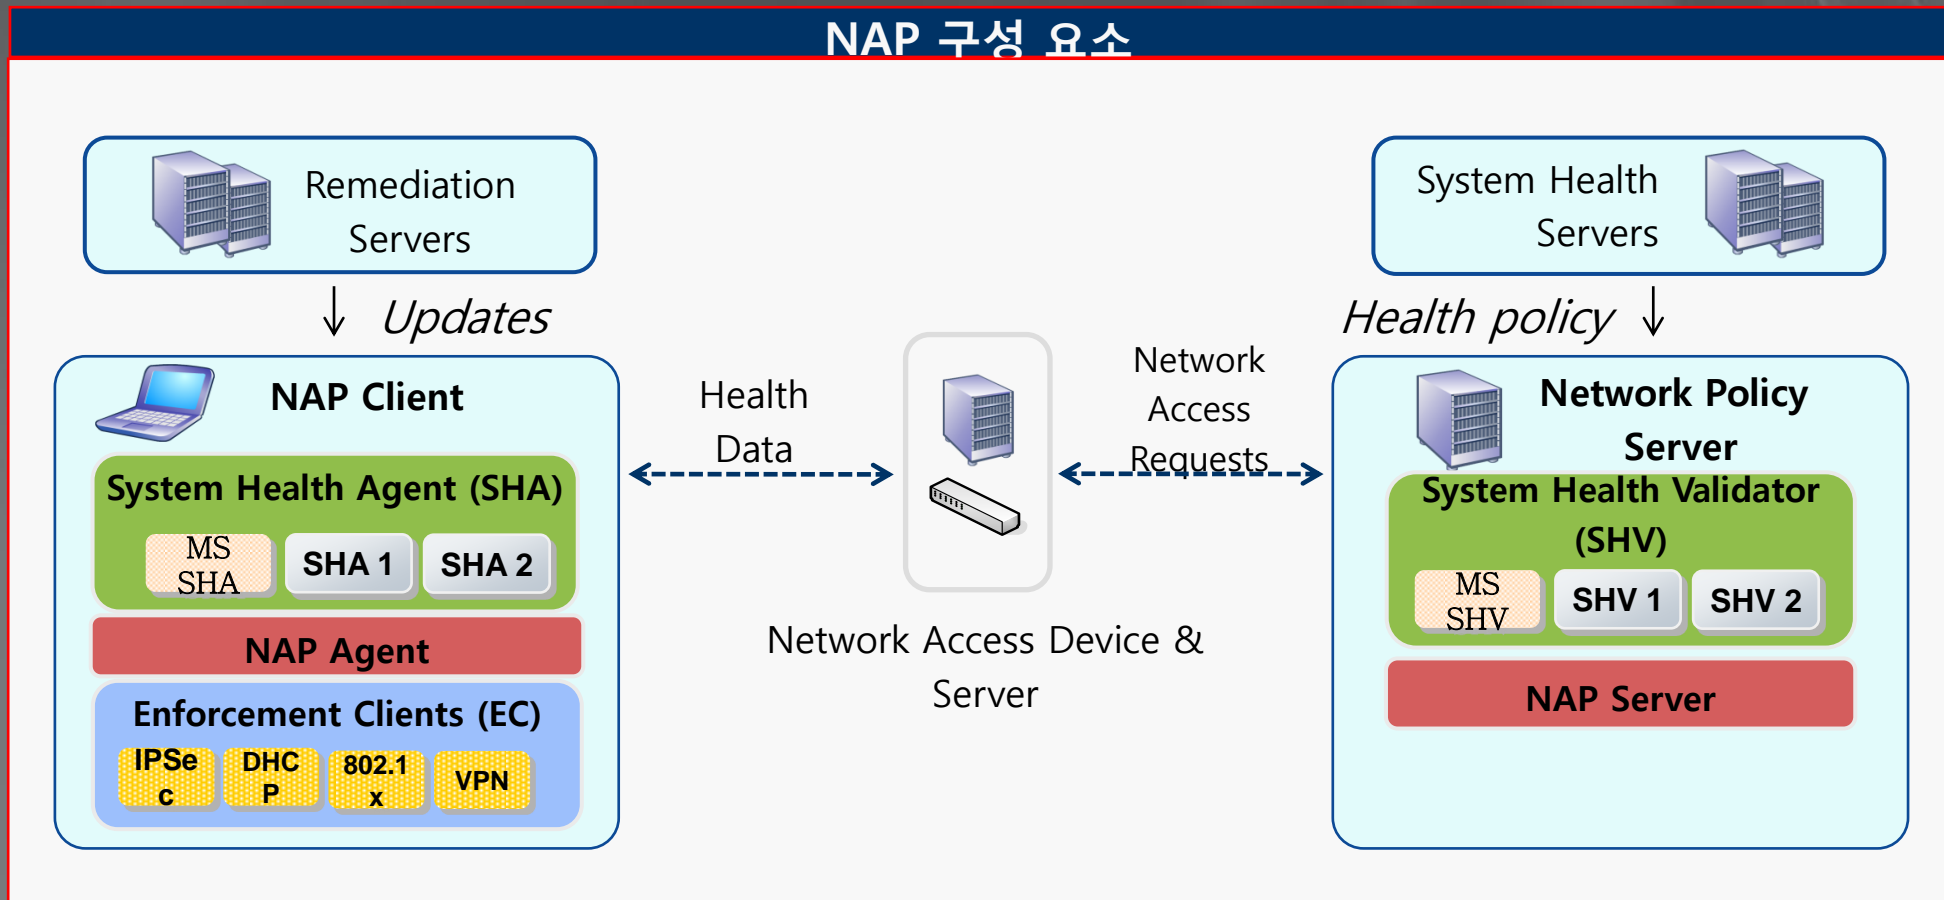 NAP 구성 요소
Remediation
Servers
System Health
Servers
Updates
Health policy
NAP Client
System Health Agent (SHA)
MS
SHA
SHA 1
SHA 2
NAP Agent
Enforcement Clients (EC)
IPSe
c
DHC
P
802.1
x
VPN
Health
Data
Network
Access
Requests
Network Access Device &
Server
Network Policy
Server
System Health Validator
(SHV)
MS
SHV
SHV 1
SHV 2
NAP Server